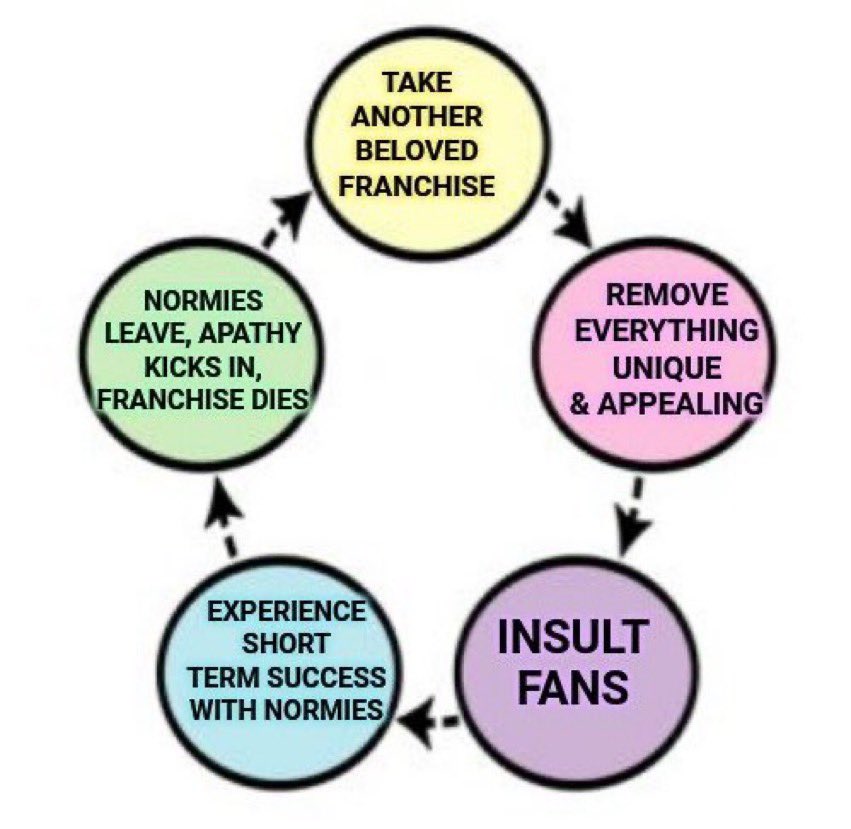 TAKE
ANOTHER
BELOVED
FRANCHISE
REMOVE
EVERYTHING
UNIQUE
& APPEALING
INSULT
FANS
EXPERIENCE
SHORT
TERM SUCCESS
WITH NORMIES
NORMIES
LEAVE, APATHY
KICKS IN,
FRANCHISE DIES